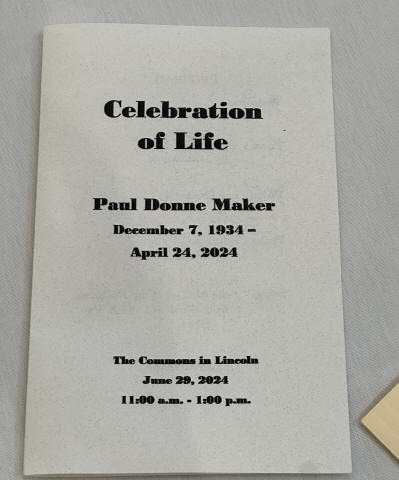 Celebration
of Life
Paul Donne Maker
December 7, 1934 –
April 24, 2024
The Commons in Lincoln
June 29, 2024
11:00 a.m. - 1:00 p.m.